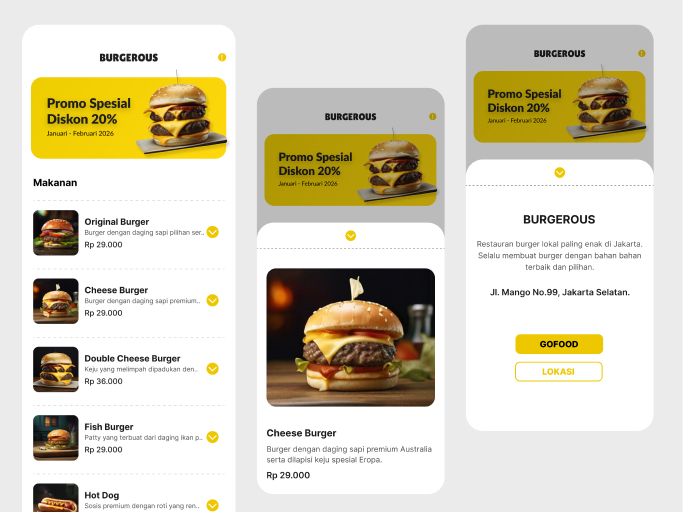 BURGEROUS
Promo Spesial
Diskon 20%
Januari - Februari 2026
Makanan
Original Burger
Burger dengan daging sapi pilihan ser..
Rp 29.000
Cheese Burger
Burger dengan daging sapi premium..
Rp 29.000
Double Cheese Burger
Keju yang melimpah dipadukan den..
Rp 36.000
Fish Burger
Patty yang terbuat dari daging ikan p..
Rp 29.000
Hot Dog
Sosis premium dengan roti yang ren..
BURGEROUS
Promo Spesial
Diskon 20%
Januari - Februari 2026
Cheese Burger
Burger dengan daging sapi premium Australia
serta dilapisi keju spesial Eropa.
Rp 29.000
BURGEROUS
Promo Spesial
Diskon 20%
Januari - Februari 2026
BURGEROUS
Restauran burger lokal paling enak di Jakarta.
Selalu membuat burger dengan bahan bahan
terbaik dan pilihan.
Jl. Mango No.99, Jakarta Selatan.
GOFOOD
LOKASI